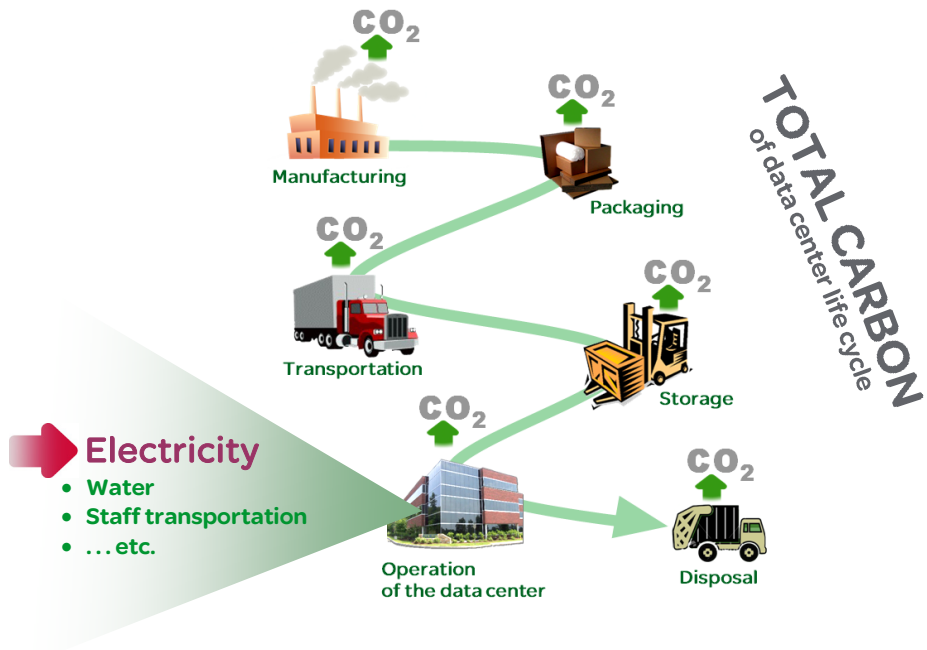 CO2
Manufacturing
CO2
Packaging
CO2
Transportation
CO2
Storage
TOTAL CARBON
of data center life cycle
Electricity
• Water
• Staff transportation
• ... etc.
CO2
Operation
of the data center
CO2
Disposal